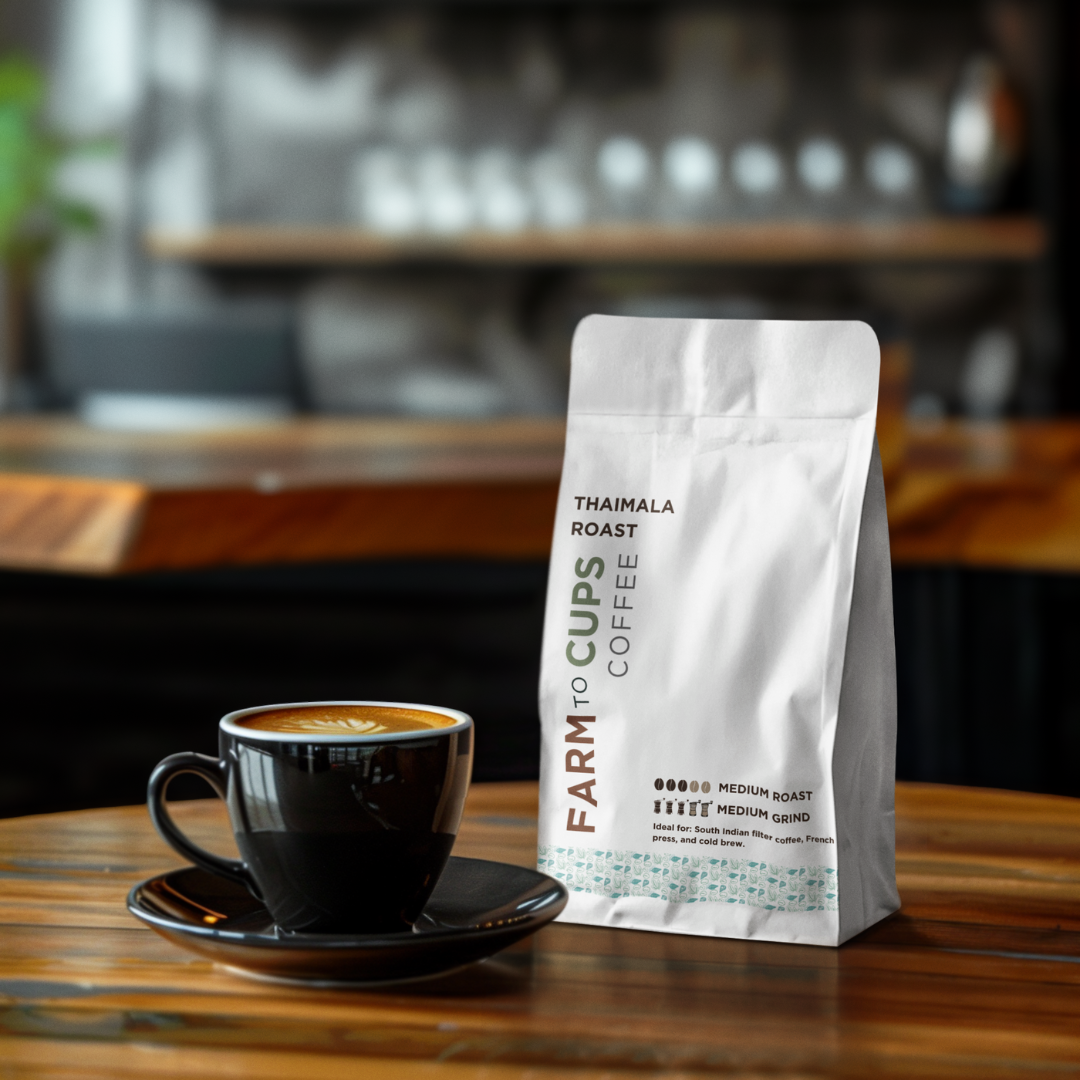 THAIMALA
ROAST
FARM TO CUPS
COFFEE
MEDIUM ROAST
MEDIUM GRIND
Ideal for: South Indian filter coffee, French
press, and cold brew.